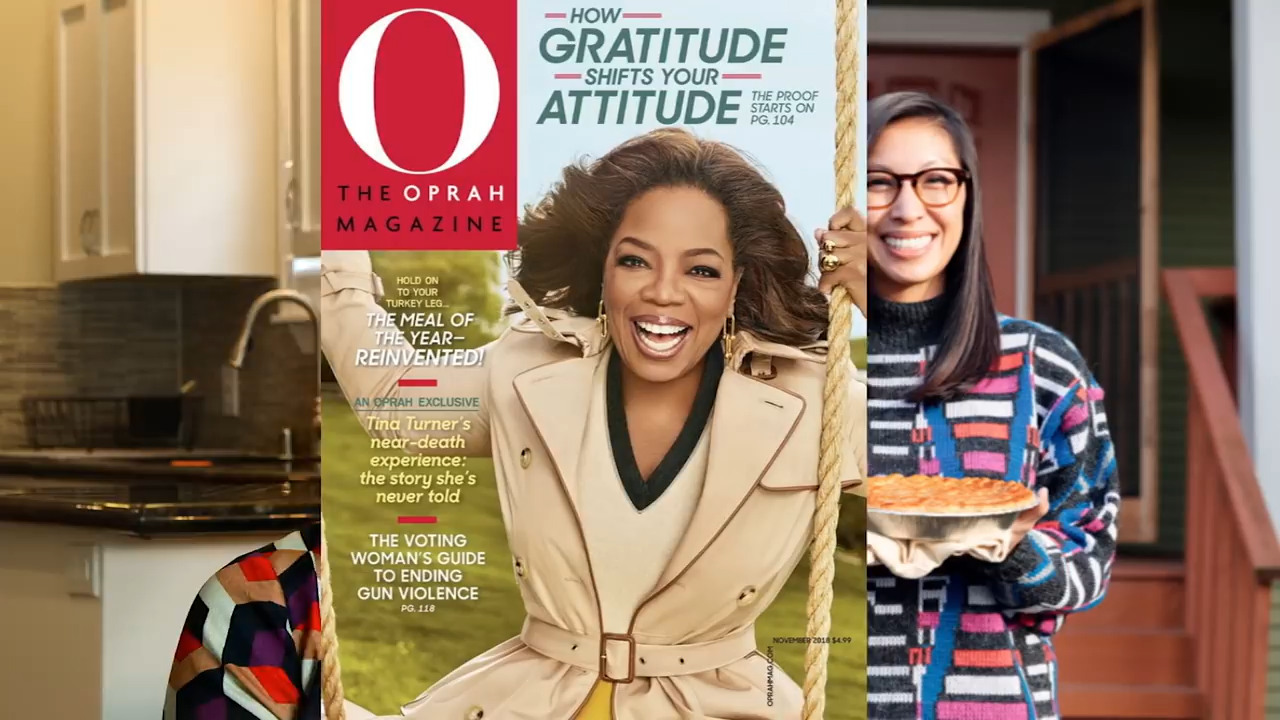 O
THE OPRAH
MAGAZINE
HOW
GRATITUDE
SHIFTS YOUR
ATTITUDE
THE PROOF
STARTS ON
PG. 104
HOLD ON
TO YOUR
TURKEY LEG...
THE MEAL OF
THE YEAR—
REINVENTED!
AN OPRAH EXCLUSIVE
Tina Turner's
near-death
experience:
the story she's
never told
THE VOTING
WOMAN'S GUIDE
TO ENDING
GUN VIOLENCE
PG. 118
NOVEMBER 2018 $4.99
OPRAHMAG.COM